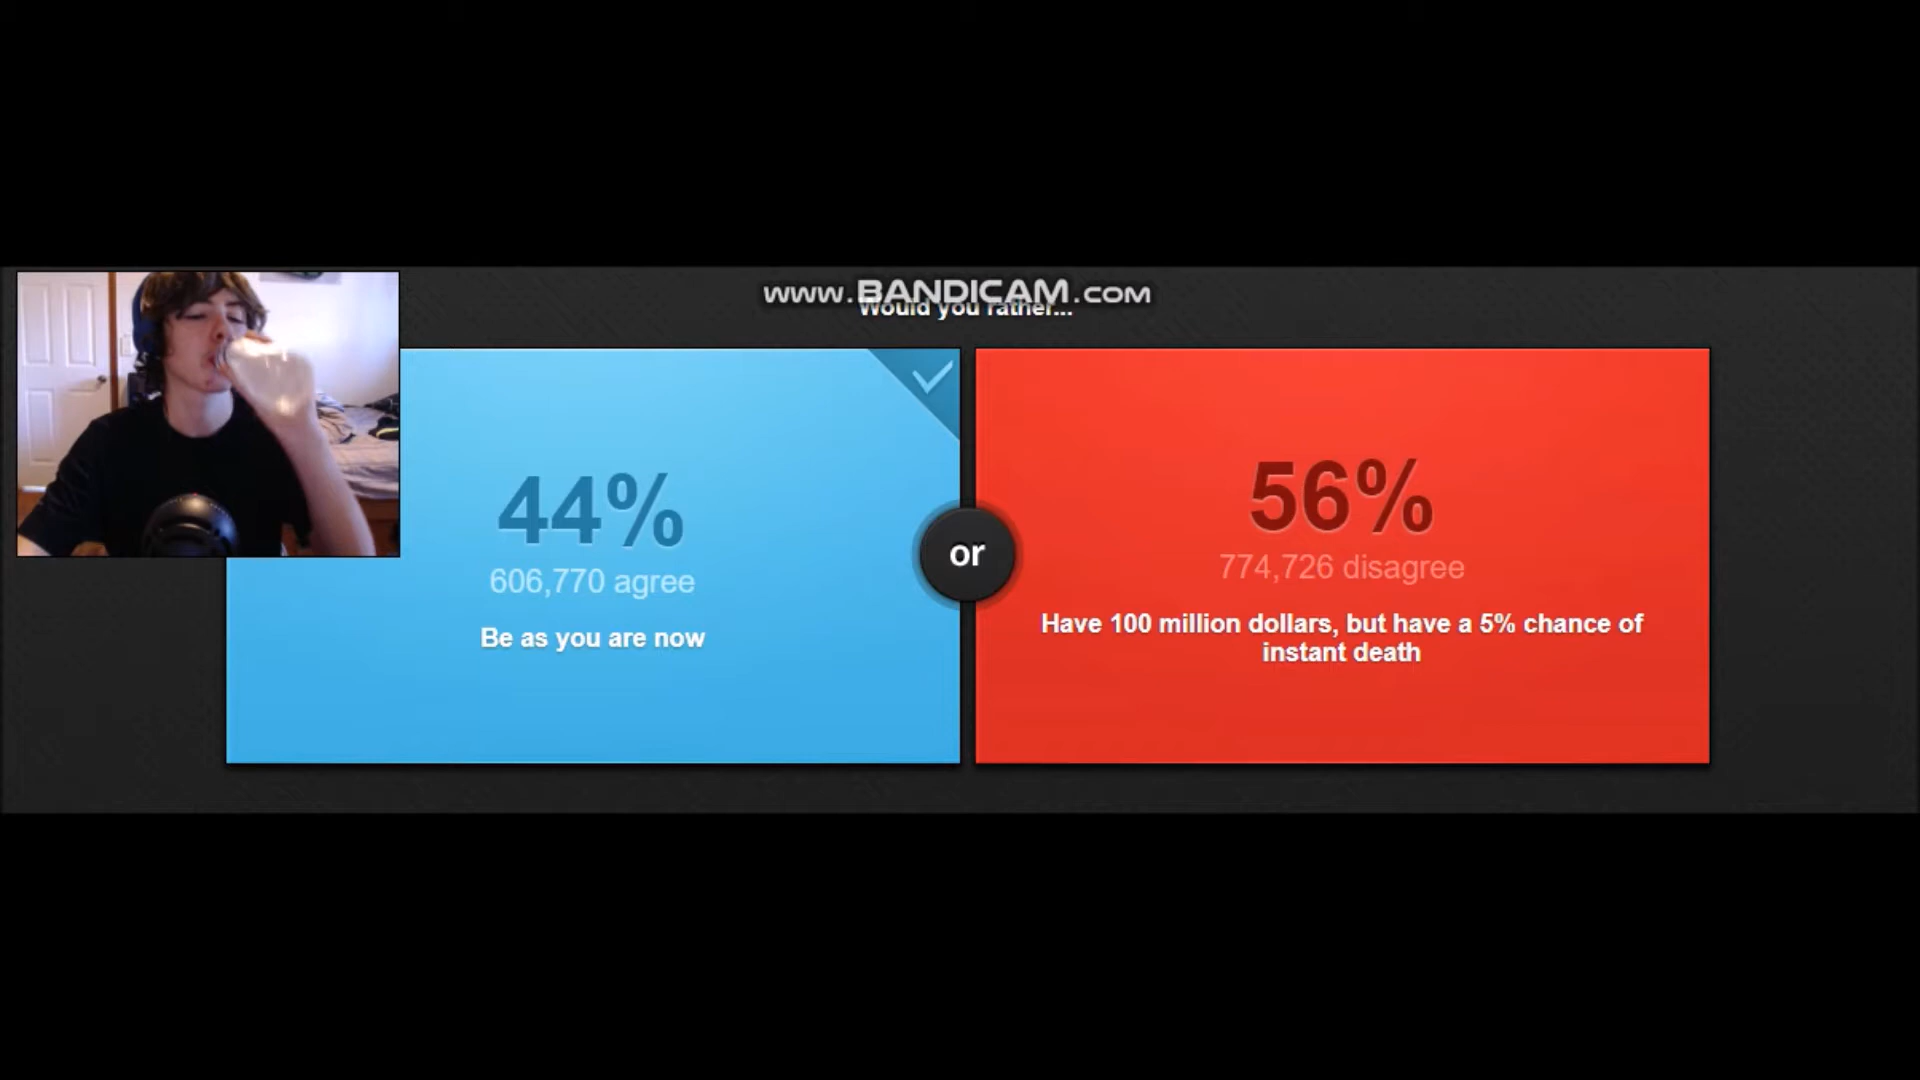 www.BANDICAM.com
Would you rather...
44%
606,770 agree
Be as you are now
or
56%
774,726 disagree
Have 100 million dollars, but have a 5% chance of
instant death